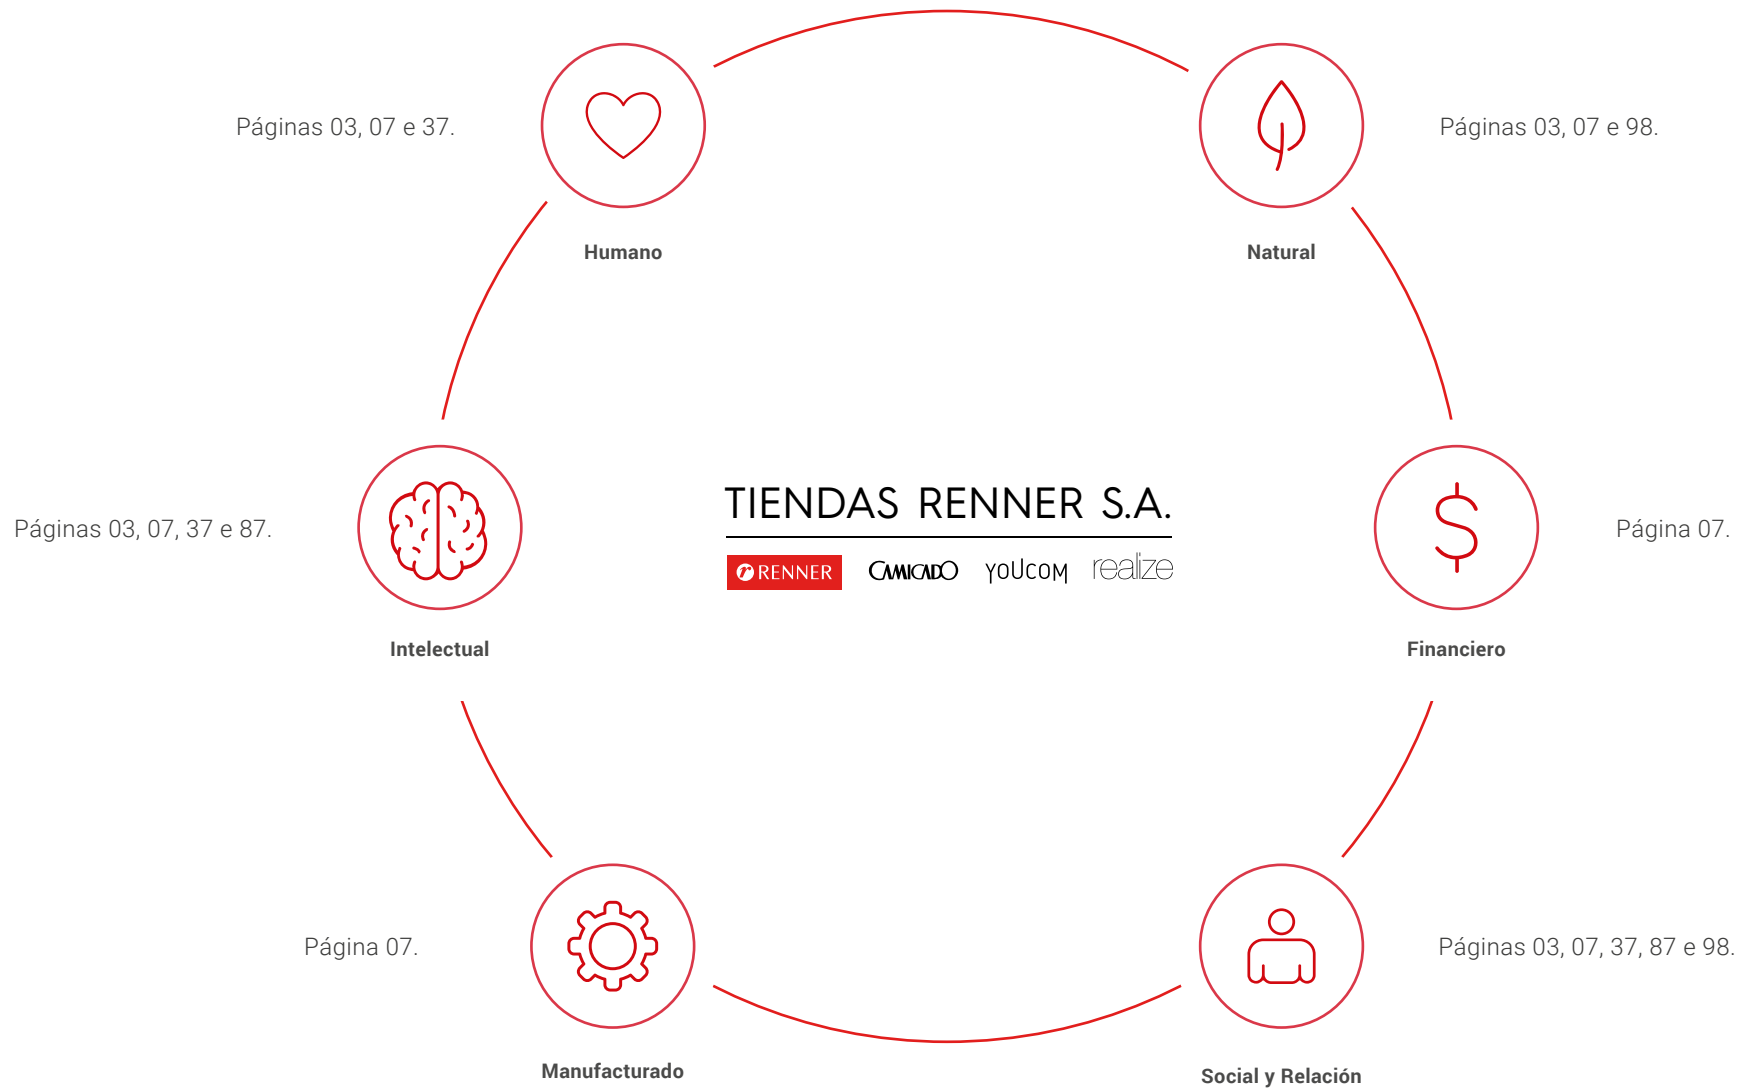 Páginas 03, 07 e 37.
Páginas 03, 07 e 98.
Humano
Natural
TIENDAS RENNER S.A.
RENNER CAMICADO YOUCOM realize
Páginas 03, 07, 37 e 87.
Página 07.
Intelectual
Financiero
Página 07.
Páginas 03, 07, 37, 87 e 98.
Manufacturado
Social y Relación